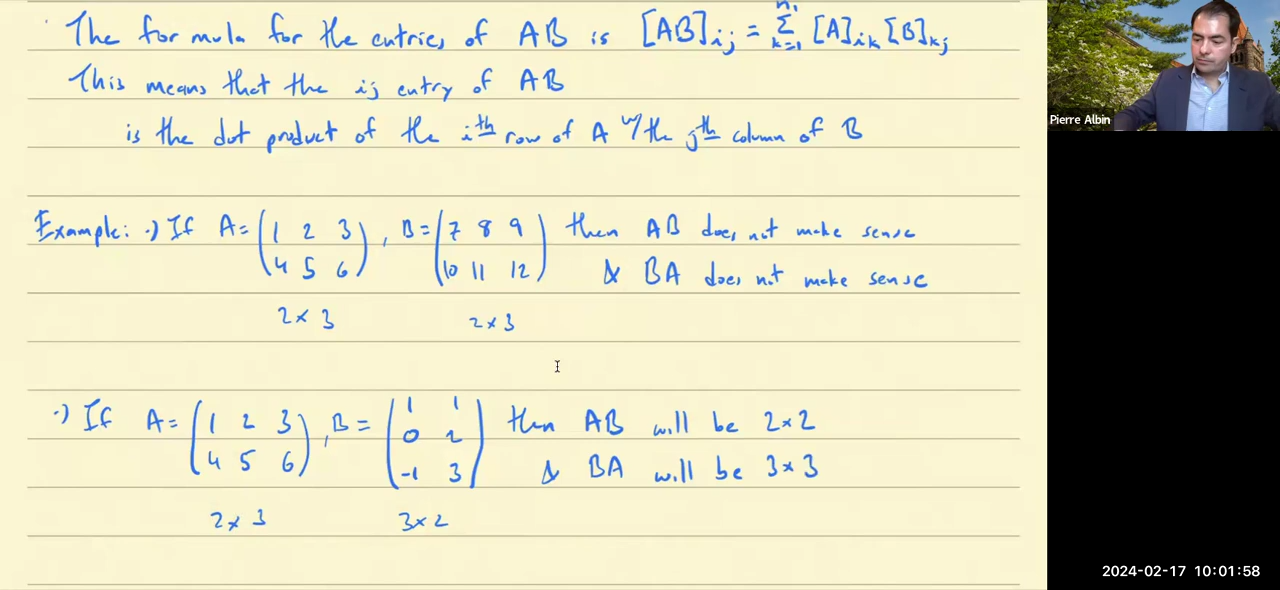 · The formula for the entries of AB is [AB]ij = Σ k=1 n₁ [A]ik [B]kj
This means that the ij entry of AB
is the dot product of the ith row of A w/ the jth column of B
Example: ·) If A = (1 2 3 / 4 5 6), B = (7 8 9 / 10 11 12) then AB does not make sense
& BA does not make sense
2 x 3 2 x 3
·) If A = (1 2 3 / 4 5 6), B = (1 1 / 0 2 / -1 3) then AB will be 2x2
& BA will be 3x3
2 x 3 3 x 2
Pierre Albin
2024-02-17 10:01:58